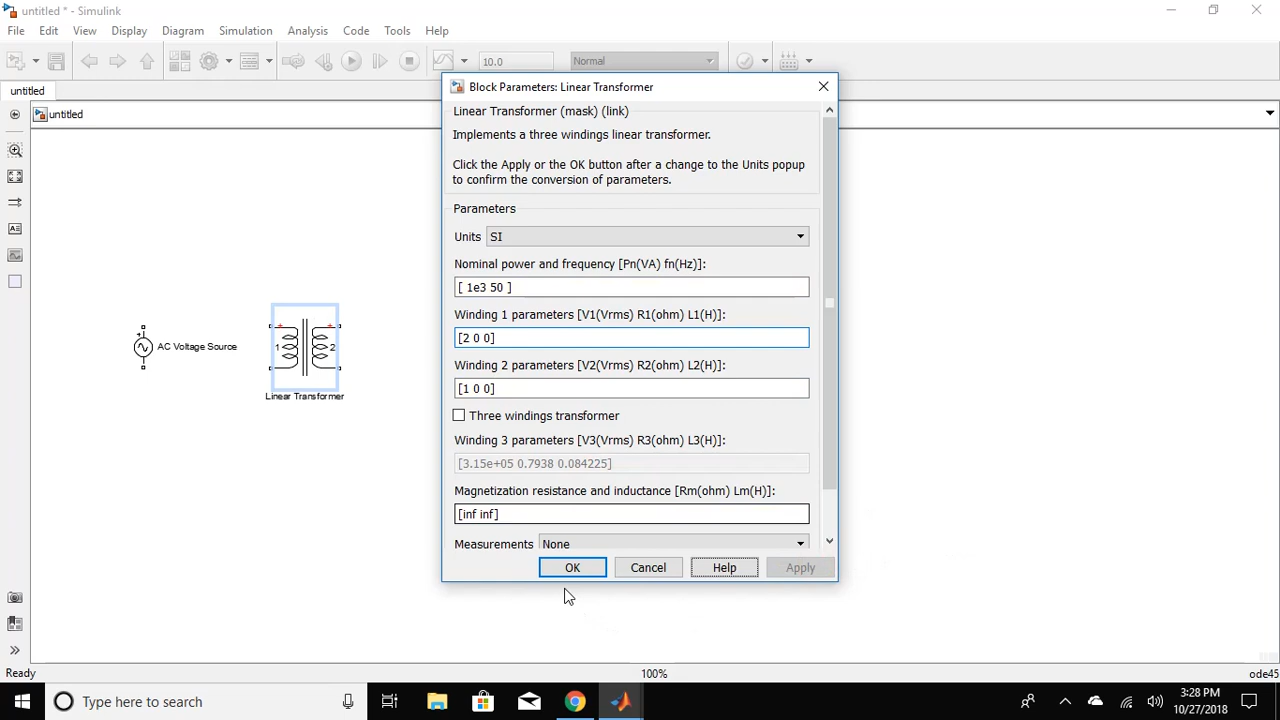 untitled * - Simulink
File Edit View Display Diagram Simulation Analysis Code Tools Help
10.0 Normal
untitled
untitled
Block Parameters: Linear Transformer
Linear Transformer (mask) (link)
Implements a three windings linear transformer.
Click the Apply or the OK button after a change to the Units popup
to confirm the conversion of parameters.
Parameters
Units SI
Nominal power and frequency [Pn(VA) fn(Hz)]:
[ 1e3 50 ]
Winding 1 parameters [V1(Vrms) R1(ohm) L1(H)]:
[2 0 0]
Winding 2 parameters [V2(Vrms) R2(ohm) L2(H)]:
[1 0 0]
Three windings transformer
Winding 3 parameters [V3(Vrms) R3(ohm) L3(H)]:
[3.15e+05 0.7938 0.084225]
Magnetization resistance and inductance [Rm(ohm) Lm(H)]:
[inf inf]
Measurements None
OK Cancel Help Apply
+ + +
AC Voltage Source 1 2
Linear Transformer
Ready 100% ode45
Type here to search
3:28 PM
10/27/2018